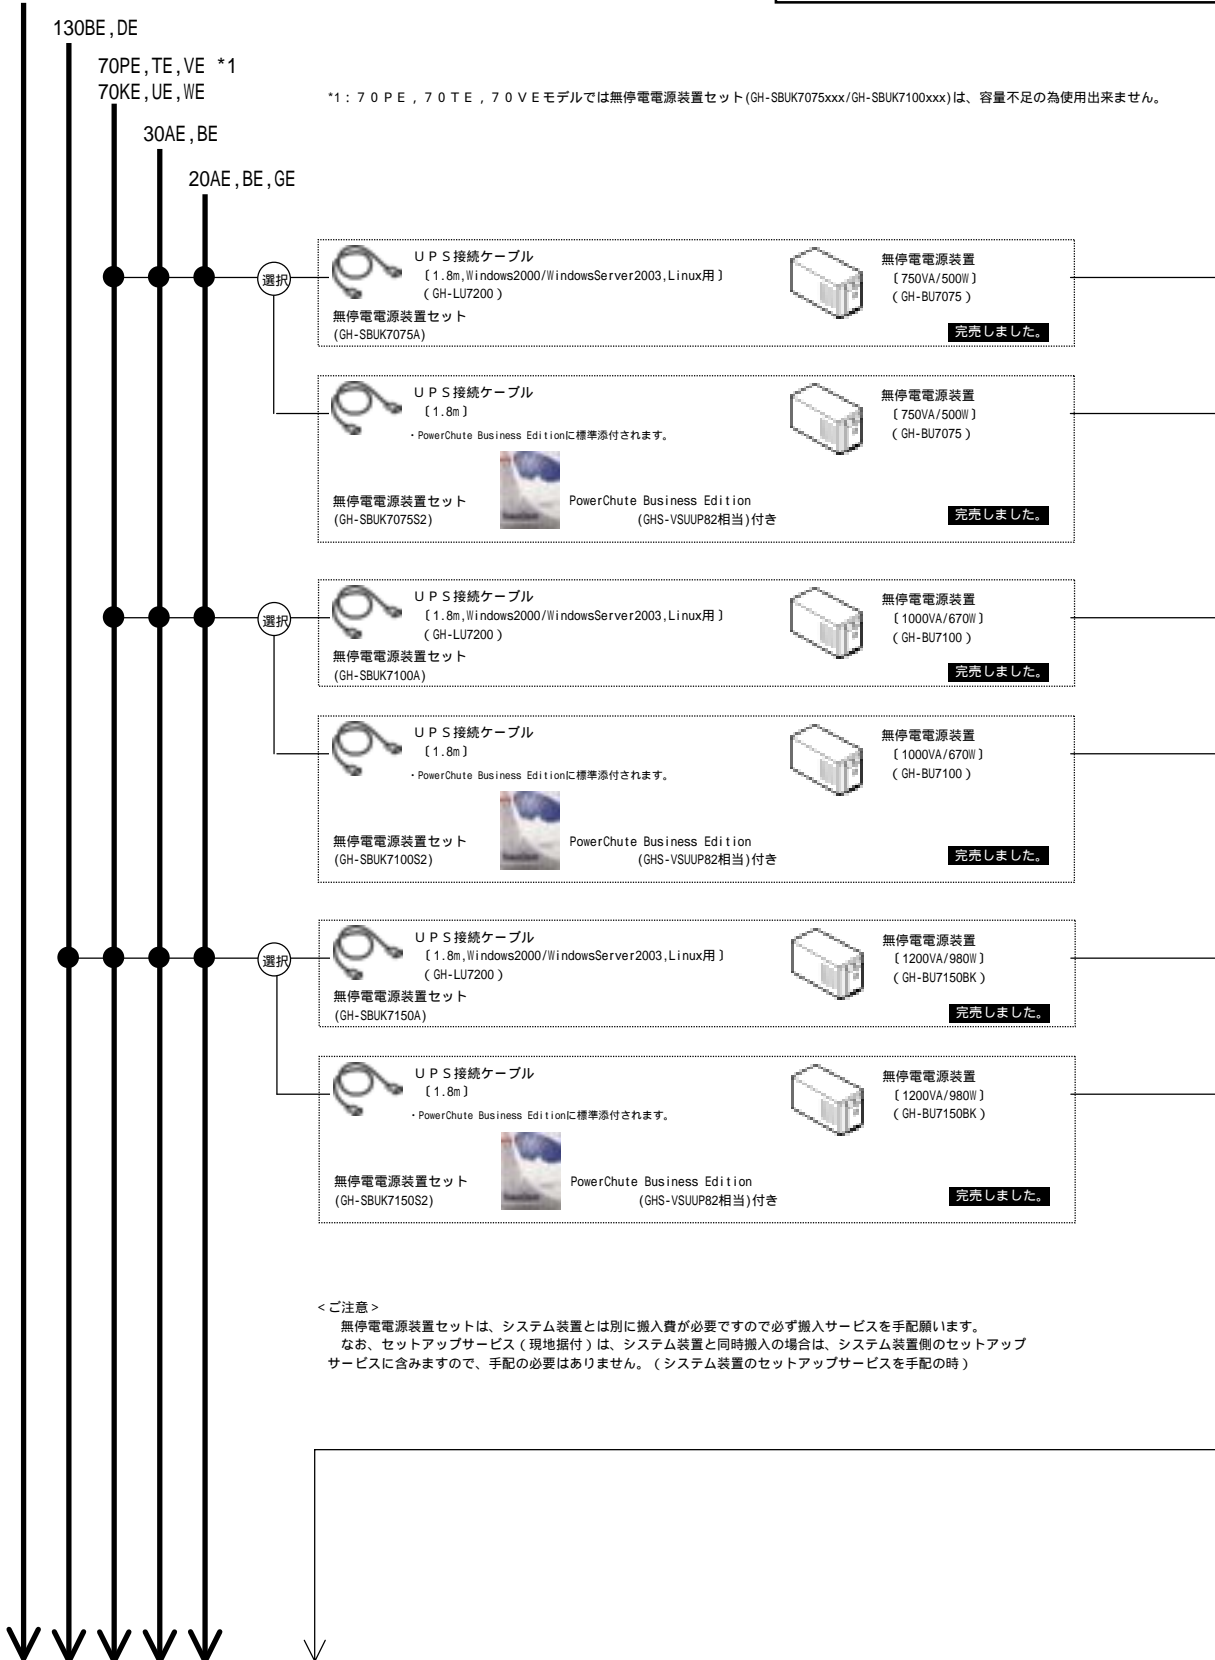 130BE,DE
70PE,TE,VE *1
70KE,UE,WE
*1：７０ＰＥ，７０ＴＥ，７０ＶＥモデルでは無停電電源装置セット(GH-SBUK7075xxx/GH-SBUK7100xxx)は、容量不足の為使用出来ません。
30AE,BE
20AE,BE,GE
選択
ＵＰＳ接続ケーブル
〔1.8m,Windows2000/WindowsServer2003,Linux用〕
（GH-LU7200）
無停電電源装置セット
(GH-SBUK7075A)
無停電電源装置
〔750VA/500W〕
（GH-BU7075）
完売しました。
ＵＰＳ接続ケーブル
〔1.8m〕
・PowerChute Business Editionに標準添付されます。
無停電電源装置
〔750VA/500W〕
（GH-BU7075）
無停電電源装置セット
(GH-SBUK7075S2)
PowerChute Business Edition
(GHS-VSUUP82相当)付き
完売しました。
選択
ＵＰＳ接続ケーブル
〔1.8m,Windows2000/WindowsServer2003,Linux用〕
（GH-LU7200）
無停電電源装置セット
(GH-SBUK7100A)
無停電電源装置
〔1000VA/670W〕
（GH-BU7100）
完売しました。
ＵＰＳ接続ケーブル
〔1.8m〕
・PowerChute Business Editionに標準添付されます。
無停電電源装置
〔1000VA/670W〕
（GH-BU7100）
無停電電源装置セット
(GH-SBUK7100S2)
PowerChute Business Edition
(GHS-VSUUP82相当)付き
完売しました。
選択
ＵＰＳ接続ケーブル
〔1.8m,Windows2000/WindowsServer2003,Linux用〕
（GH-LU7200）
無停電電源装置セット
(GH-SBUK7150A)
無停電電源装置
〔1200VA/980W〕
（GH-BU7150BK）
完売しました。
ＵＰＳ接続ケーブル
〔1.8m〕
・PowerChute Business Editionに標準添付されます。
無停電電源装置
〔1200VA/980W〕
（GH-BU7150BK）
無停電電源装置セット
(GH-SBUK7150S2)
PowerChute Business Edition
(GHS-VSUUP82相当)付き
完売しました。
＜ご注意＞
無停電電源装置セットは、システム装置とは別に搬入費が必要ですので必ず搬入サービスを手配願います。
なお、セットアップサービス（現地据付）は、システム装置と同時搬入の場合は、システム装置側のセットアップ
サービスに含みますので、手配の必要はありません。（システム装置のセットアップサービスを手配の時）